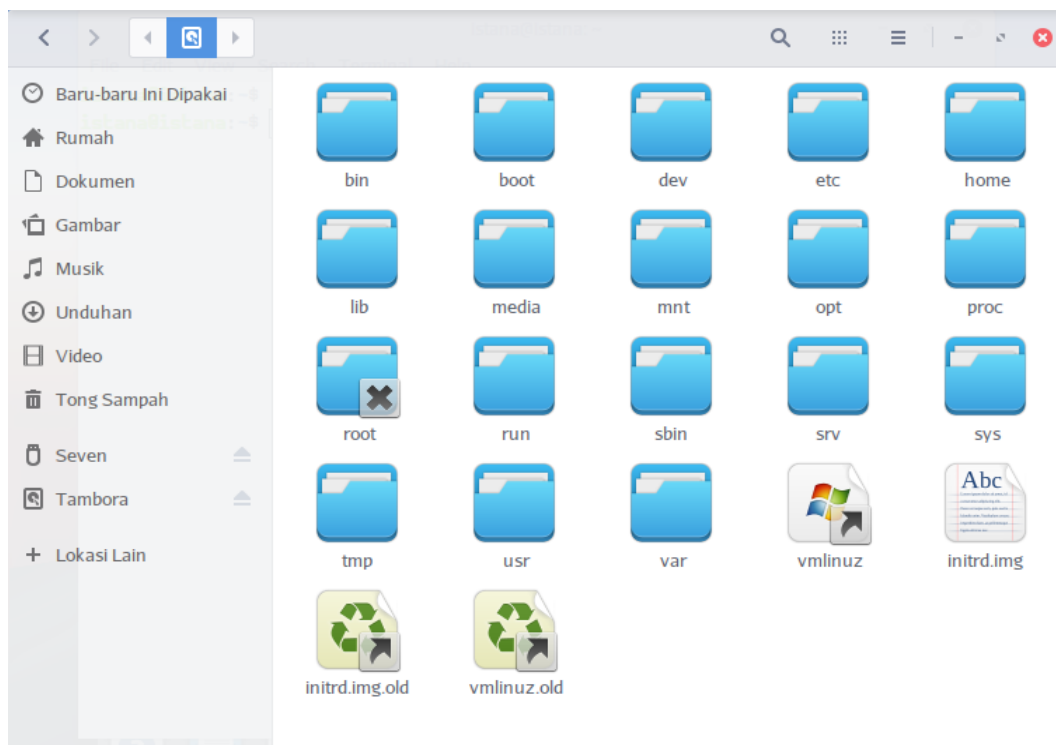 Baru-baru Ini Dipakai
Rumah
Dokumen
Gambar
Musik
Unduhan
Video
Tong Sampah
Seven
Tambora
Lokasi Lain
bin boot dev etc home
lib media mnt opt proc
root run sbin srv sys
Abc
tmp usr var vmlinuz initrd.img
initrd.img.old vmlinuz.old